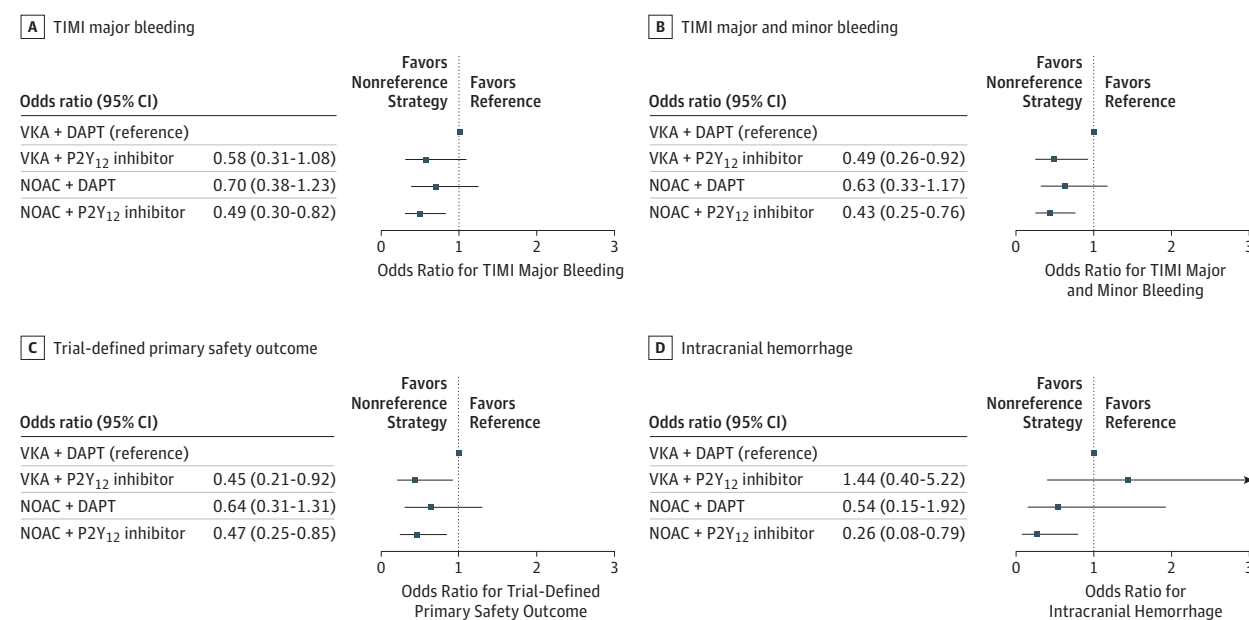 A TIMI major bleeding
Favors
Nonreference Favors
Odds ratio (95% CI) Strategy Reference
VKA + DAPT (reference)
VKA + P2Y12 inhibitor 0.58 (0.31-1.08)
NOAC + DAPT 0.70 (0.38-1.23)
NOAC + P2Y12 inhibitor 0.49 (0.30-0.82)
0 1 2 3
Odds Ratio for TIMI Major Bleeding
B TIMI major and minor bleeding
Favors
Nonreference Favors
Odds ratio (95% CI) Strategy Reference
VKA + DAPT (reference)
VKA + P2Y12 inhibitor 0.49 (0.26-0.92)
NOAC + DAPT 0.63 (0.33-1.17)
NOAC + P2Y12 inhibitor 0.43 (0.25-0.76)
0 1 2 3
Odds Ratio for TIMI Major
and Minor Bleeding
C Trial-defined primary safety outcome
Favors
Nonreference Favors
Odds ratio (95% CI) Strategy Reference
VKA + DAPT (reference)
VKA + P2Y12 inhibitor 0.45 (0.21-0.92)
NOAC + DAPT 0.64 (0.31-1.31)
NOAC + P2Y12 inhibitor 0.47 (0.25-0.85)
0 1 2 3
Odds Ratio for Trial-Defined
Primary Safety Outcome
D Intracranial hemorrhage
Favors
Nonreference Favors
Odds ratio (95% CI) Strategy Reference
VKA + DAPT (reference)
VKA + P2Y12 inhibitor 1.44 (0.40-5.22)
NOAC + DAPT 0.54 (0.15-1.92)
NOAC + P2Y12 inhibitor 0.26 (0.08-0.79)
0 1 2 3
Odds Ratio for
Intracranial Hemorrhage